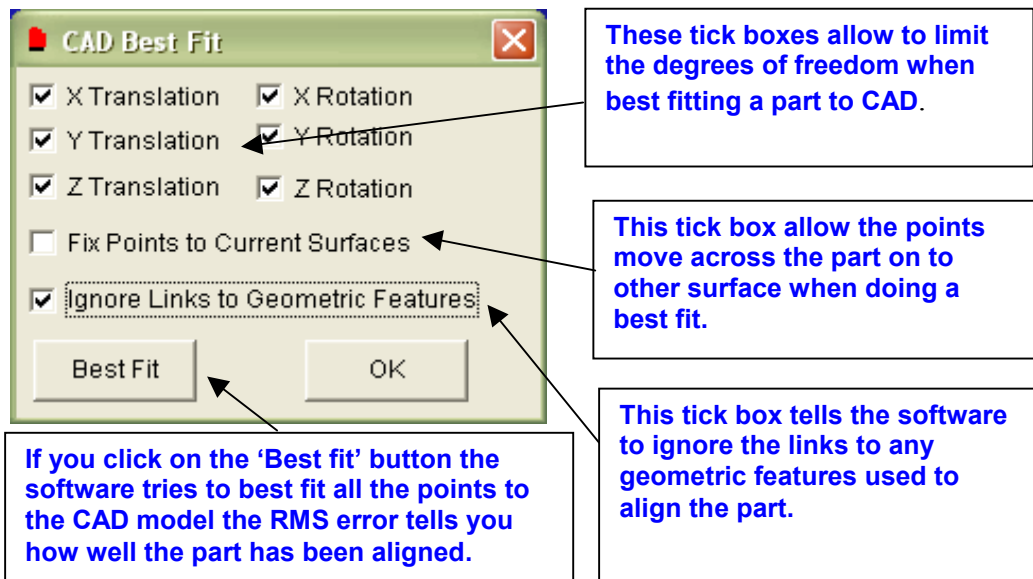 CAD Best Fit
X Translation X Rotation
Y Translation Y Rotation
Z Translation Z Rotation
Fix Points to Current Surfaces
Ignore Links to Geometric Features
Best Fit OK
These tick boxes allow to limit
the degrees of freedom when
best fitting a part to CAD.
This tick box allow the points
move across the part on to
other surface when doing a
best fit.
This tick box tells the software
to ignore the links to any
geometric features used to
align the part.
If you click on the ‘Best fit’ button the
software tries to best fit all the points to
the CAD model the RMS error tells you
how well the part has been aligned.